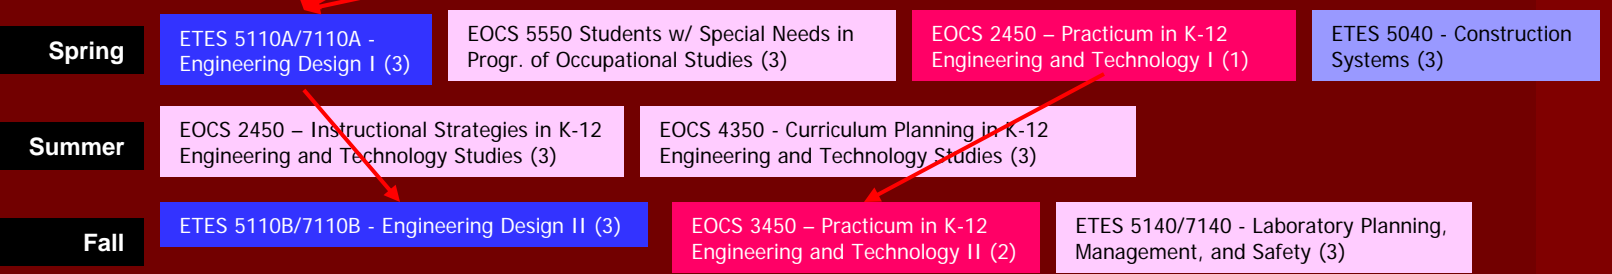 Spring
ETES 5110A/7110A -
Engineering Design I (3)
EOCS 5550 Students w/ Special Needs in
Progr. of Occupational Studies (3)
EOCS 2450 – Practicum in K-12
Engineering and Technology I (1)
ETES 5040 - Construction
Systems (3)
Summer
EOCS 2450 – Instructional Strategies in K-12
Engineering and Technology Studies (3)
EOCS 4350 - Curriculum Planning in K-12
Engineering and Technology Studies (3)
Fall
ETES 5110B/7110B - Engineering Design II (3)
EOCS 3450 – Practicum in K-12
Engineering and Technology II (2)
ETES 5140/7140 - Laboratory Planning,
Management, and Safety (3)